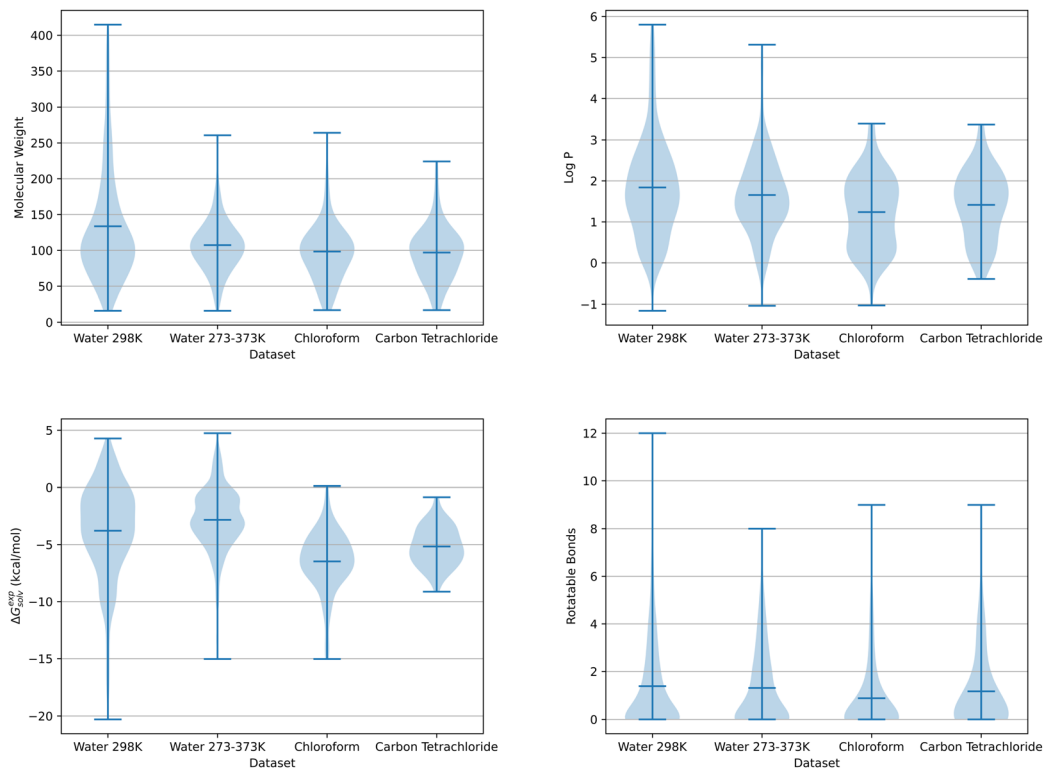 Molecular Weight
400
350
300
250
200
150
100
50
0
Water 298K Water 273-373K Chloroform Carbon Tetrachloride
Dataset
Log P
6
5
4
3
2
1
0
−1
Water 298K Water 273-373K Chloroform Carbon Tetrachloride
Dataset
ΔG^{exp}_{solv} (kcal/mol)
5
0
−5
−10
−15
−20
Water 298K Water 273-373K Chloroform Carbon Tetrachloride
Dataset
Rotatable Bonds
12
10
8
6
4
2
0
Water 298K Water 273-373K Chloroform Carbon Tetrachloride
Dataset